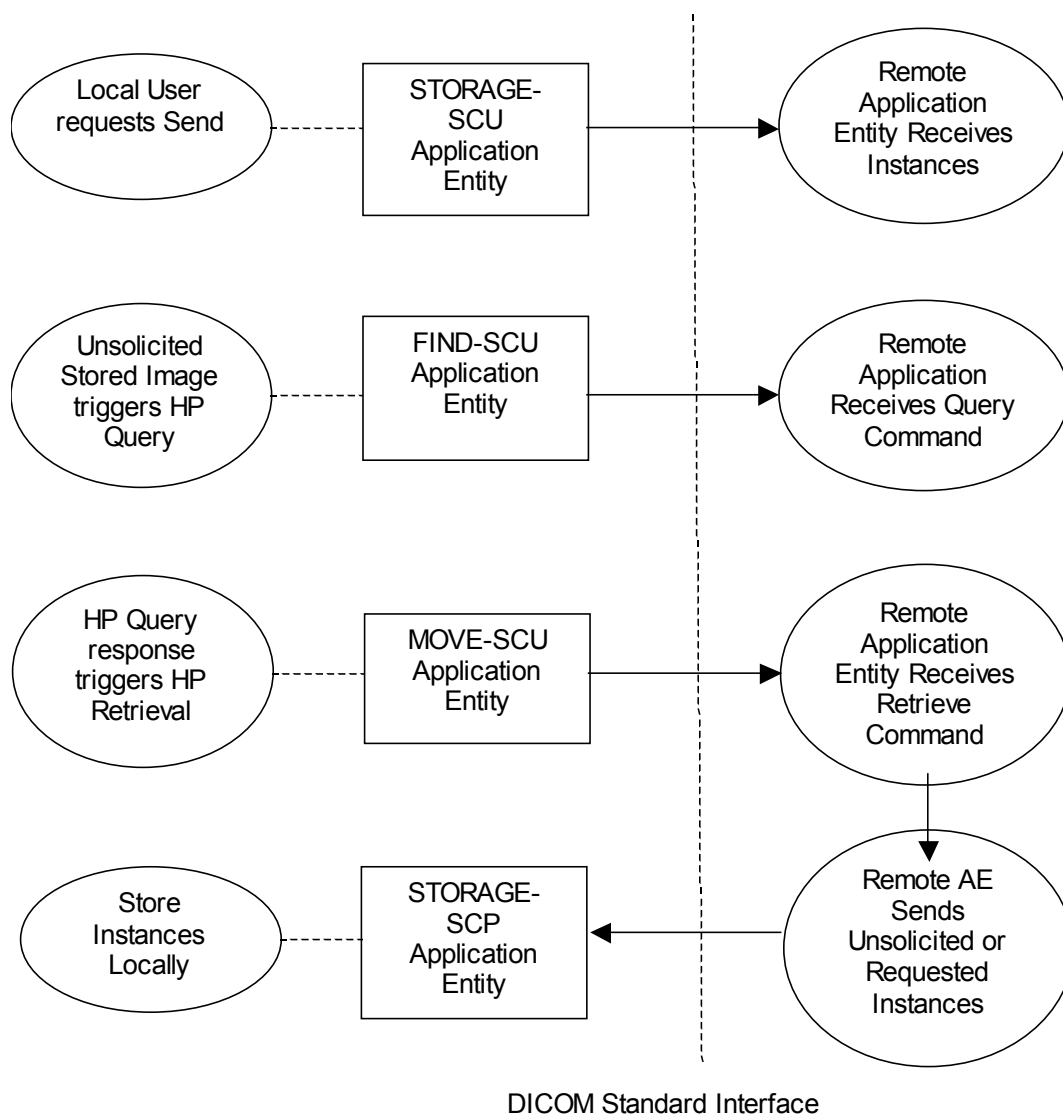 Local User
requests Send
STORAGE-
SCU
Application
Entity
Remote
Application
Entity Receives
Instances
Unsolicited
Stored Image
triggers HP
Query
FIND-SCU
Application
Entity
Remote
Application
Receives Query
Command
HP Query
response
triggers HP
Retrieval
MOVE-SCU
Application
Entity
Remote
Application
Entity Receives
Retrieve
Command
Store
Instances
Locally
STORAGE-
SCP
Application
Entity
Remote AE
Sends
Unsolicited or
Requested
Instances
DICOM Standard Interface